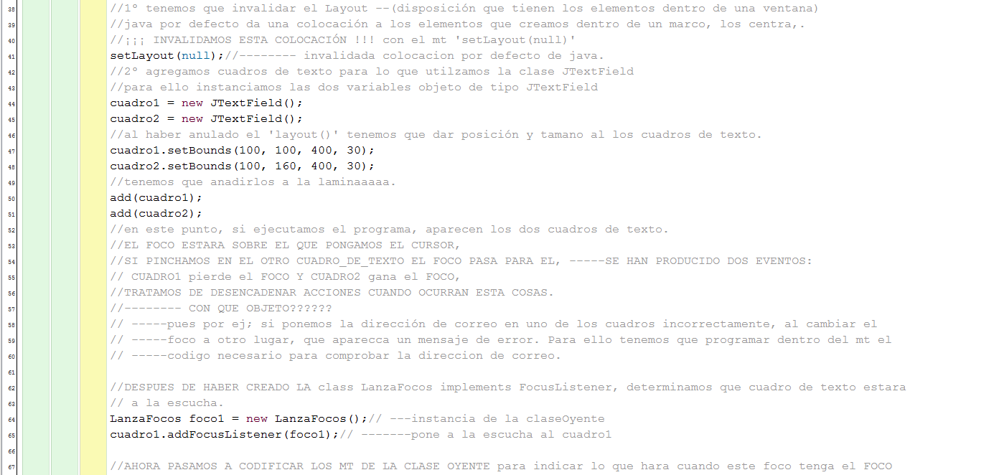 38 //1º tenemos que invalidar el Layout --(disposición que tienen los elementos dentro de una ventana)
39 //java por defecto da una colocación a los elementos que creamos dentro de un marco, los centra,.
40 //¡¡¡ INVALIDAMOS ESTA COLOCACIÓN !!! con el mt 'setLayout(null)'
41 setLayout(null);//-------- invalidada colocacion por defecto de java.
42 //2º agregamos cuadros de texto para lo que utilzamos la clase JTextField
43 //para ello instanciamos las dos variables objeto de tipo JTextField
44 cuadro1 = new JTextField();
45 cuadro2 = new JTextField();
46 //al haber anulado el 'layout()' tenemos que dar posición y tamano al los cuadros de texto.
47 cuadro1.setBounds(100, 100, 400, 30);
48 cuadro2.setBounds(100, 160, 400, 30);
49 //tenemos que anadirlos a la laminaaaaa.
50 add(cuadro1);
51 add(cuadro2);
52 //en este punto, si ejecutamos el programa, aparecen los dos cuadros de texto.
53 //EL FOCO ESTARA SOBRE EL QUE PONGAMOS EL CURSOR,
54 //SI PINCHAMOS EN EL OTRO CUADRO_DE_TEXTO EL FOCO PASA PARA EL, -----SE HAN PRODUCIDO DOS EVENTOS:
55 // CUADRO1 pierde el FOCO Y CUADRO2 gana el FOCO,
56 //TRATAMOS DE DESENCADENAR ACCIONES CUANDO OCURRAN ESTA COSAS.
57 //-------- CON QUE OBJETO??????
58 // -----pues por ej; si ponemos la dirección de correo en uno de los cuadros incorrectamente, al cambiar el
59 // -----foco a otro lugar, que aparecca un mensaje de error. Para ello tenemos que programar dentro del mt el
60 // -----codigo necesario para comprobar la direccion de correo.
61
62 //DESPUES DE HABER CREADO LA class LanzaFocos implements FocusListener, determinamos que cuadro de texto estara
63 // a la escucha.
64 LanzaFocos foco1 = new LanzaFocos();// ---instancia de la claseOyente
65 cuadro1.addFocusListener(foco1);// -------pone a la escucha al cuadro1
66
67 //AHORA PASAMOS A CODIFICAR LOS MT DE LA CLASE OYENTE para indicar lo que hara cuando este foco tenga el FOCO